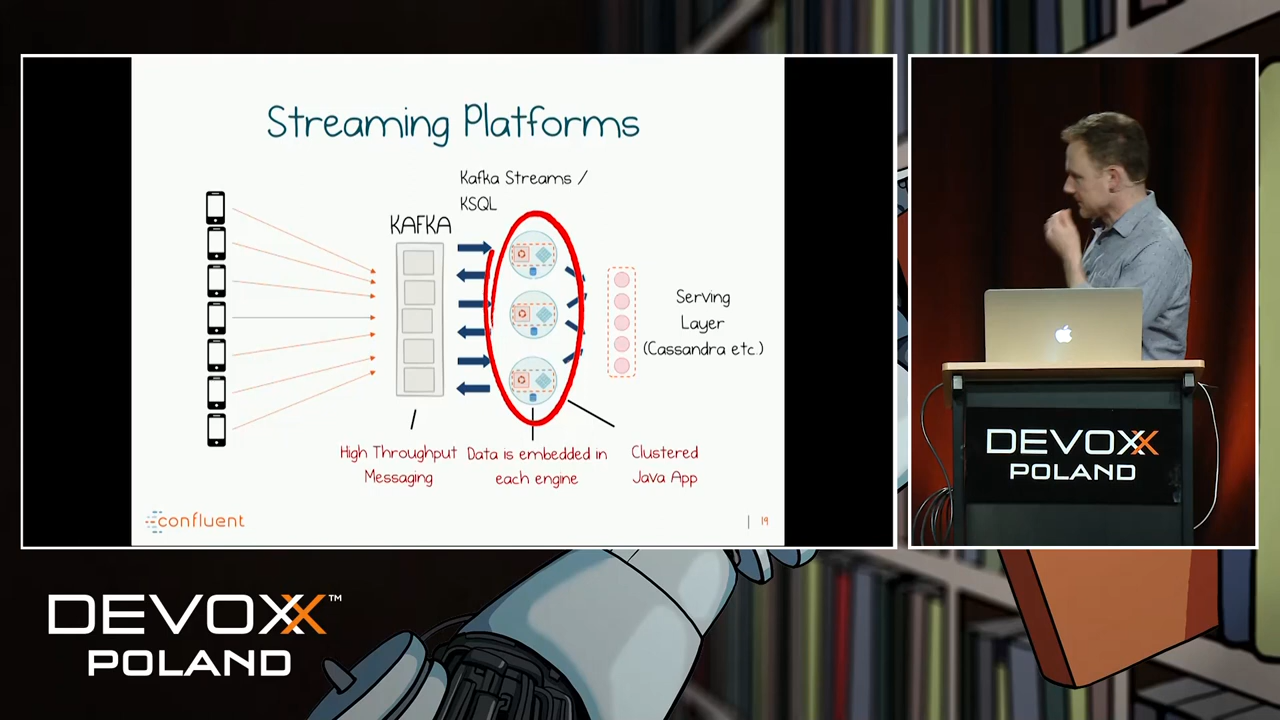 Streaming Platforms
Kafka Streams /
KSQL
KAFKA
Serving
Layer
(Cassandra etc.)
High Throughput
Messaging
Data is embedded in
each engine
Clustered
Java App
confluent
| 19
DEVOXX
POLAND
DEVOXX™
POLAND